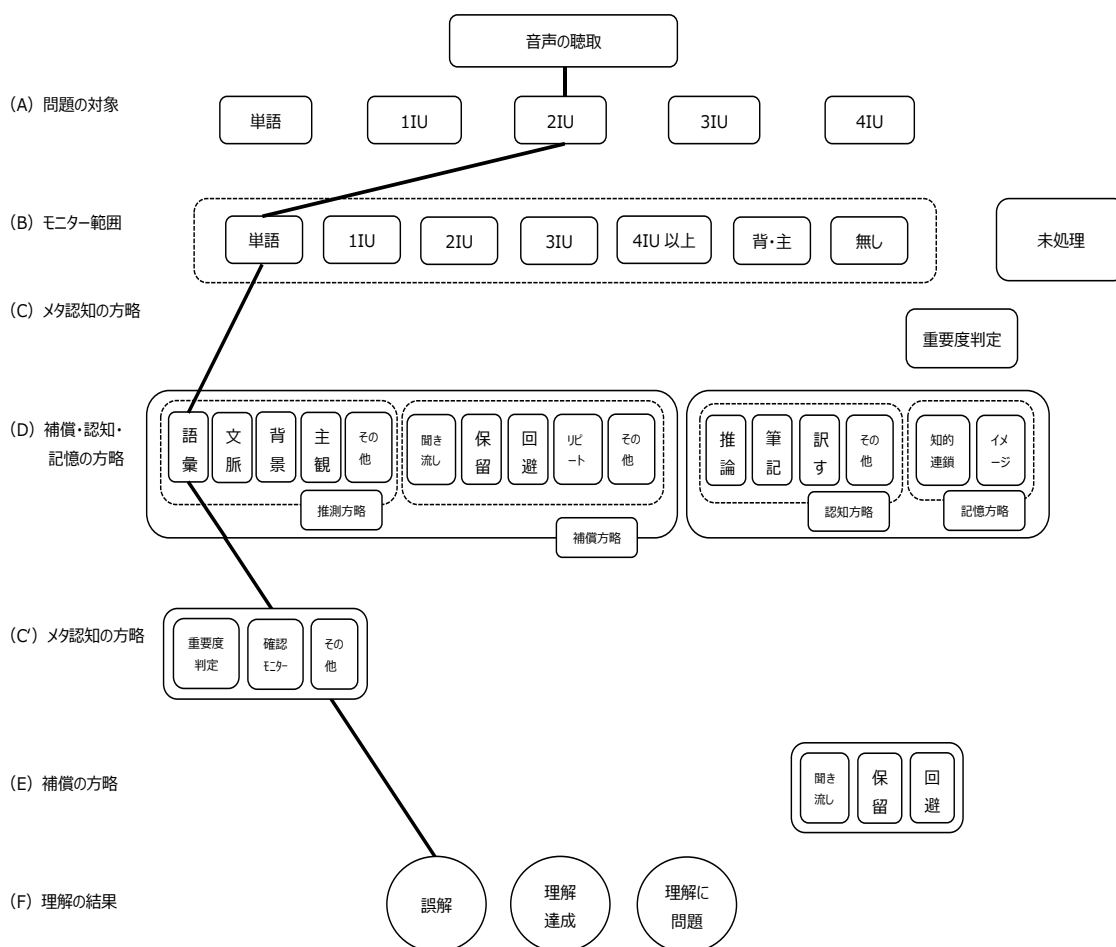 音声の聴取
(A) 問題の対象
単語
1IU
2IU
3IU
4IU
(B) モニター範囲
単語
1IU
2IU
3IU
4IU 以上
背・主
無し
未処理
(C) メタ認知の方略
重要度判定
(D) 補償・認知・
記憶の方略
語
彙
文
脈
背
景
主
観
その
他
推測方略
聞き
流し
保
留
回
避
リピ
ート
その
他
補償方略
推
論
筆
記
訳
す
その
他
認知方略
知的
連鎖
イメ
ージ
記憶方略
(C') メタ認知の方略
重要度
判定
確認
モニター
その
他
(E) 補償の方略
聞き
流し
保
留
回
避
(F) 理解の結果
誤解
理解
達成
理解に
問題